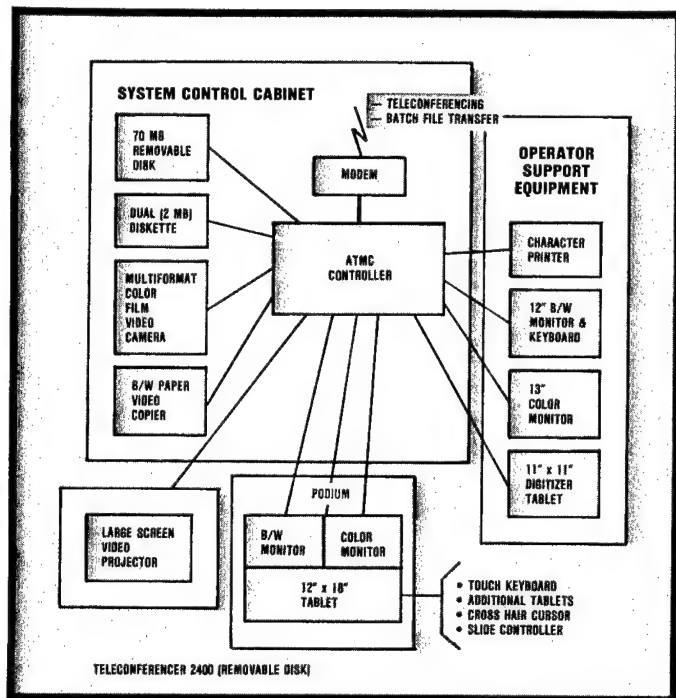 SYSTEM CONTROL CABINET
TELECONFERENCING
BATCH FILE TRANSFER
70 MB
REMOVABLE
DISK
MODEM
DUAL (2 MB)
DISKETTE
ATMC
CONTROLLER
MULTIFORMAT
COLOR
FILM
VIDEO
CAMERA
B/W PAPER
VIDEO
COPIER
OPERATOR
SUPPORT
EQUIPMENT
CHARACTER
PRINTER
12" B/W
MONITOR &
KEYBOARD
13"
COLOR
MONITOR
11" x 11"
DIGITIZER
TABLET
LARGE SCREEN
VIDEO
PROJECTOR
PODIUM
B/W
MONITOR
COLOR
MONITOR
12" x 18"
TABLET
• TOUCH KEYBOARD
• ADDITIONAL TABLETS
• CROSS HAIR CURSOR
• SLIDE CONTROLLER
TELECONFERENCER 2400 (REMOVABLE DISK)